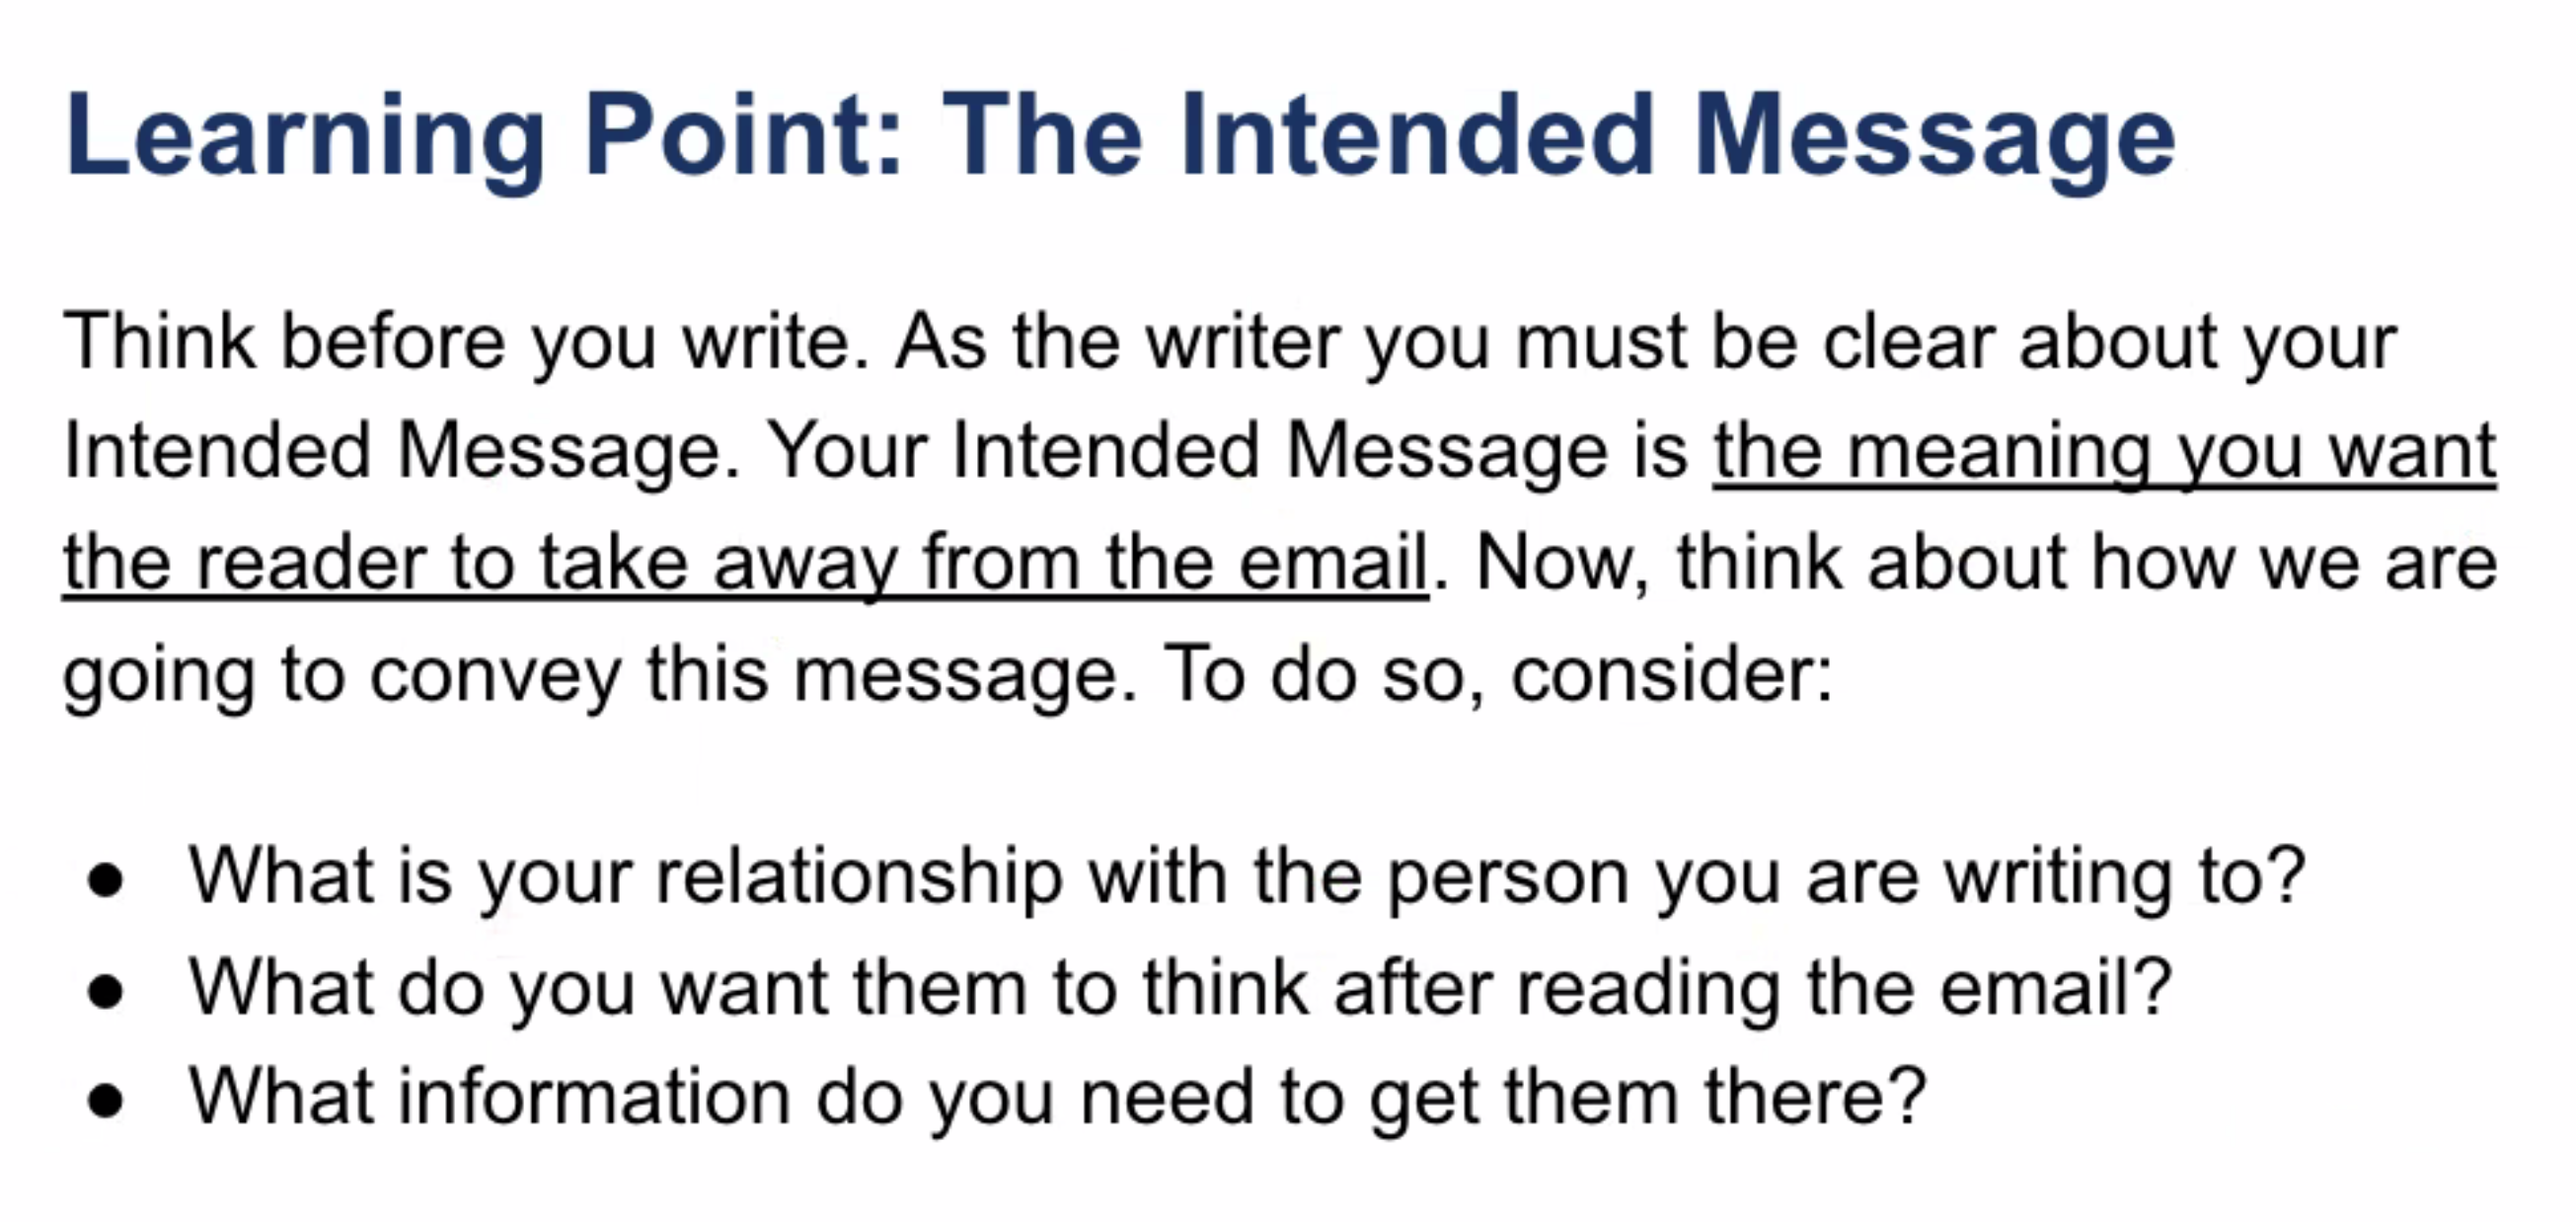 Learning Point: The Intended Message
Think before you write. As the writer you must be clear about your
Intended Message. Your Intended Message is the meaning you want
the reader to take away from the email. Now, think about how we are
going to convey this message. To do so, consider:
● What is your relationship with the person you are writing to?
● What do you want them to think after reading the email?
● What information do you need to get them there?